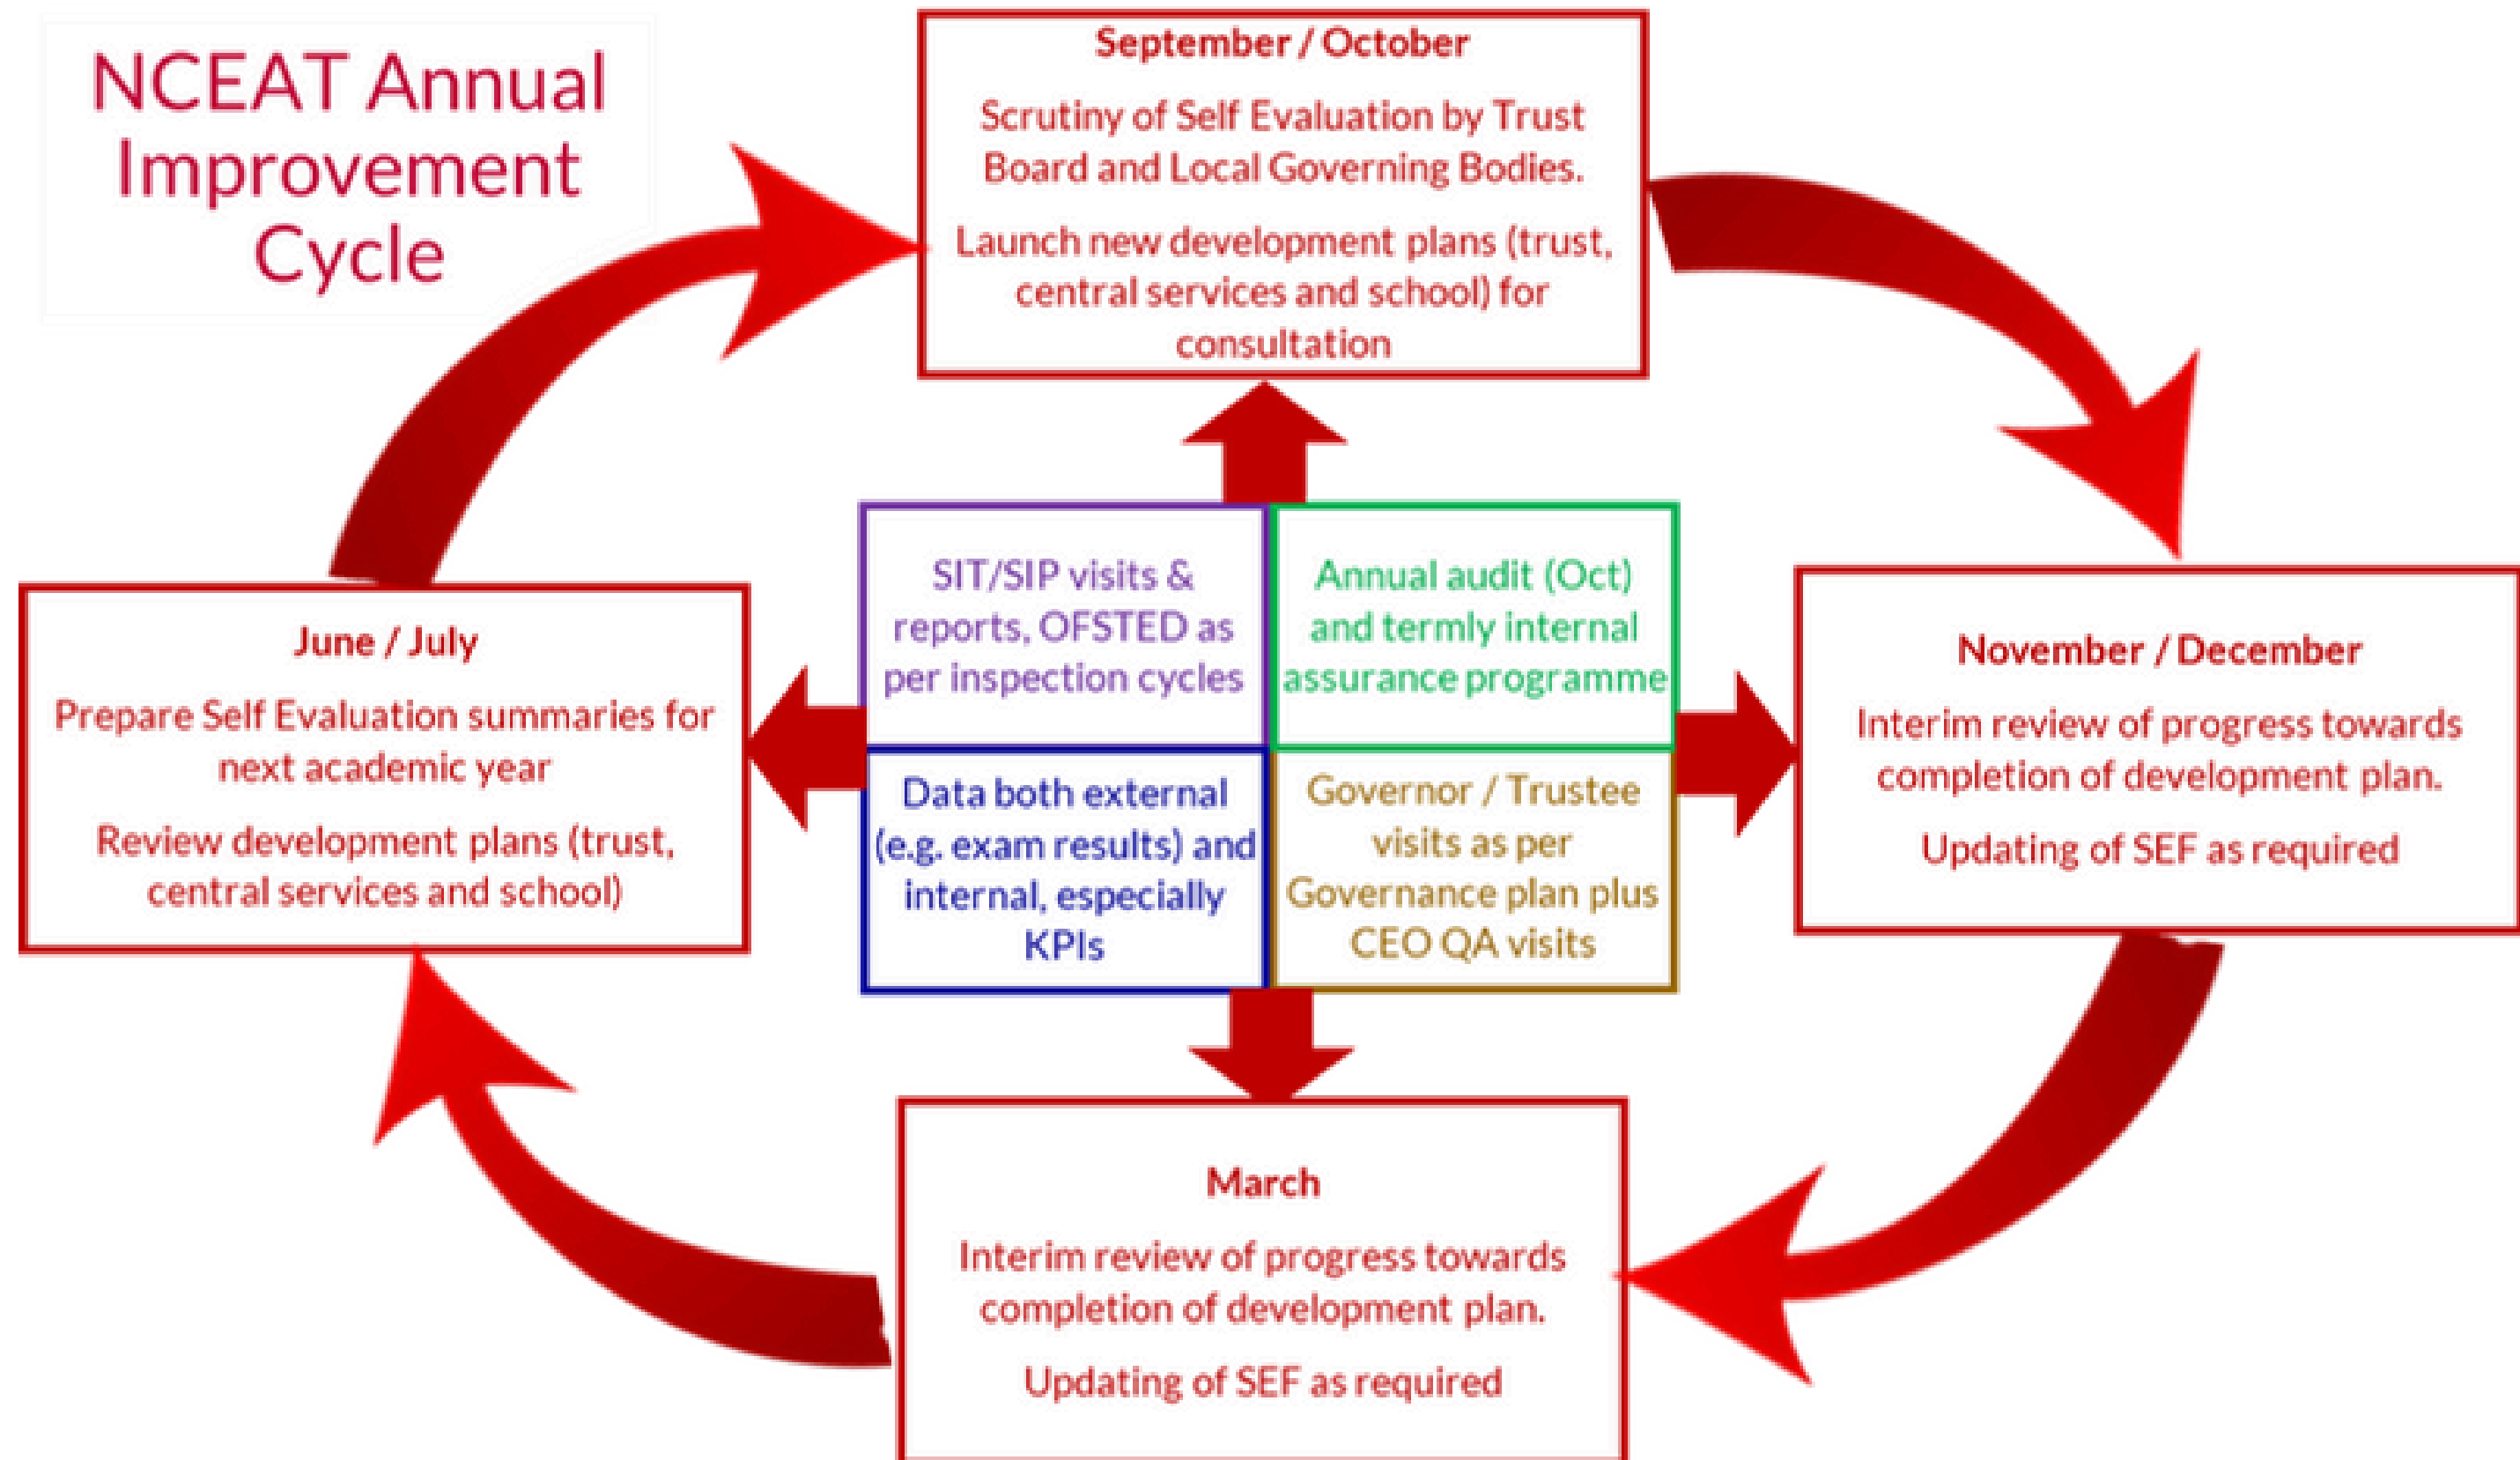 NCEAT Annual
Improvement
Cycle
September / October
Scrutiny of Self Evaluation by Trust
Board and Local Governing Bodies.
Launch new development plans (trust,
central services and school) for
consultation
SIT/SIP visits &
reports, OFSTED as
per inspection cycles
Annual audit (Oct)
and termly internal
assurance programme
Data both external
(e.g. exam results) and
internal, especially
KPIs
Governor / Trustee
visits as per
Governance plan plus
CEO QA visits
November / December
Interim review of progress towards
completion of development plan.
Updating of SEF as required
March
Interim review of progress towards
completion of development plan.
Updating of SEF as required
June / July
Prepare Self Evaluation summaries for
next academic year
Review development plans (trust,
central services and school)